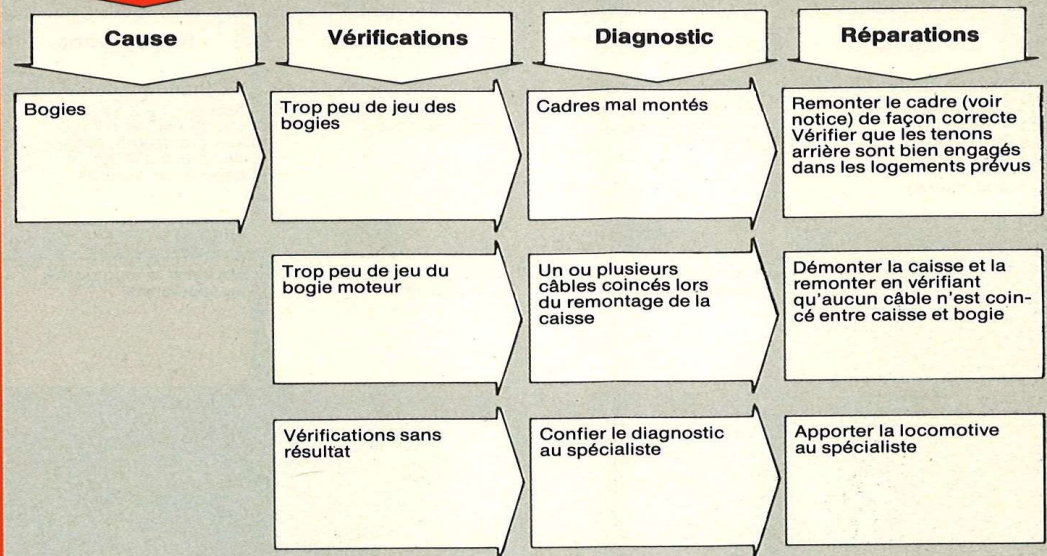 Cause
Vérifications
Diagnostic
Réparations
Bogies
Trop peu de jeu des
bogies
Cadres mal montés
Remonter le cadre (voir
notice) de façon correcte
Vérifier que les tenons
arrière sont bien engagés
dans les logements prévus
Trop peu de jeu du
bogie moteur
Un ou plusieurs
câbles coincés lors
du remontage de la
caisse
Démonter la caisse et la
remonter en vérifiant
qu'aucun câble n'est coin-
cé entre caisse et bogie
Vérifications sans
résultat
Confier le diagnostic
au spécialiste
Apporter la locomotive
au spécialiste